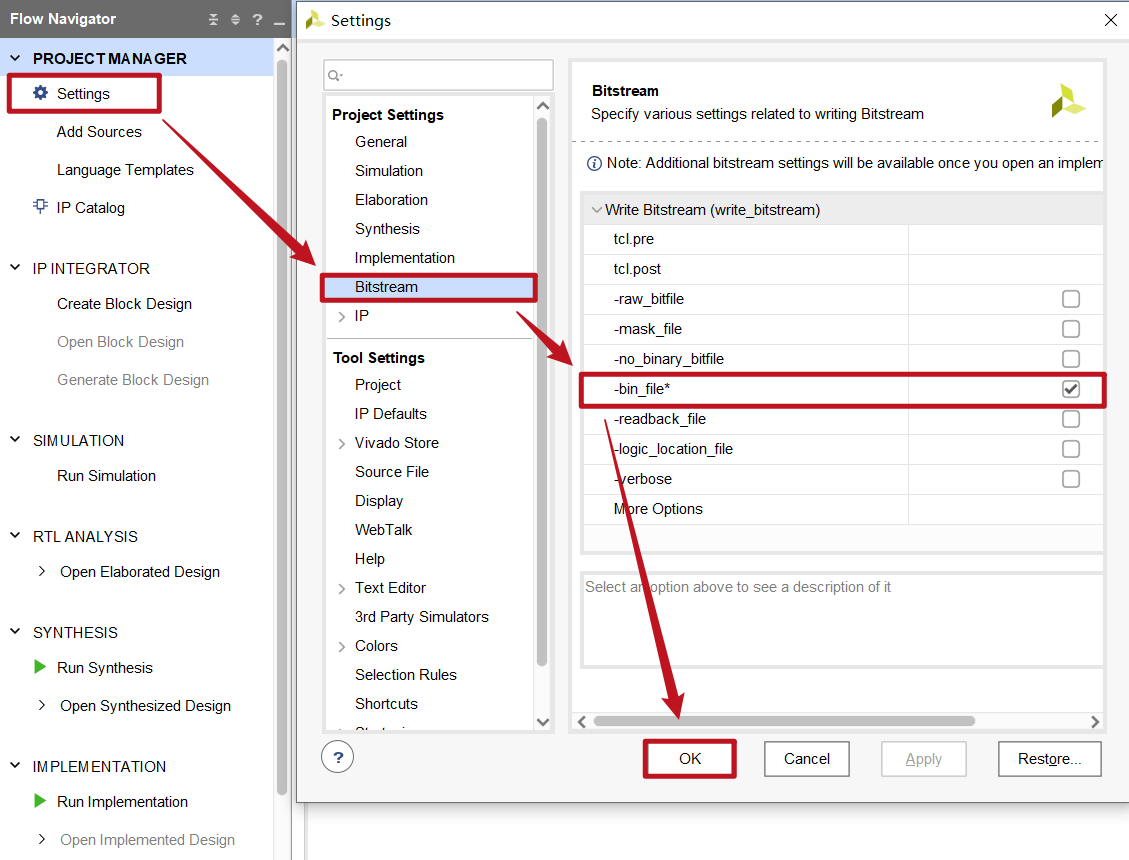 Flow Navigator
?
PROJECT MANAGER
Settings
Add Sources
Language Templates
IP Catalog
IP INTEGRATOR
Create Block Design
Open Block Design
Generate Block Design
SIMULATION
Run Simulation
RTL ANALYSIS
Open Elaborated Design
SYNTHESIS
Run Synthesis
Open Synthesized Design
IMPLEMENTATION
Run Implementation
Open Implemented Design
Settings
Project Settings
General
Simulation
Elaboration
Synthesis
Implementation
Bitstream
IP
Tool Settings
Project
IP Defaults
Vivado Store
Source File
Display
WebTalk
Help
Text Editor
3rd Party Simulators
Colors
Selection Rules
Shortcuts
Bitstream
Specify various settings related to writing Bitstream
Note: Additional bitstream settings will be available once you open an implem
Write Bitstream (write_bitstream)
tcl.pre
tcl.post
-raw_bitfile
-mask_file
-no_binary_bitfile
-bin_file*
-readback_file
-logic_location_file
-verbose
More Options
Select an option above to see a description of it
?
OK
Cancel
Apply
Restore...